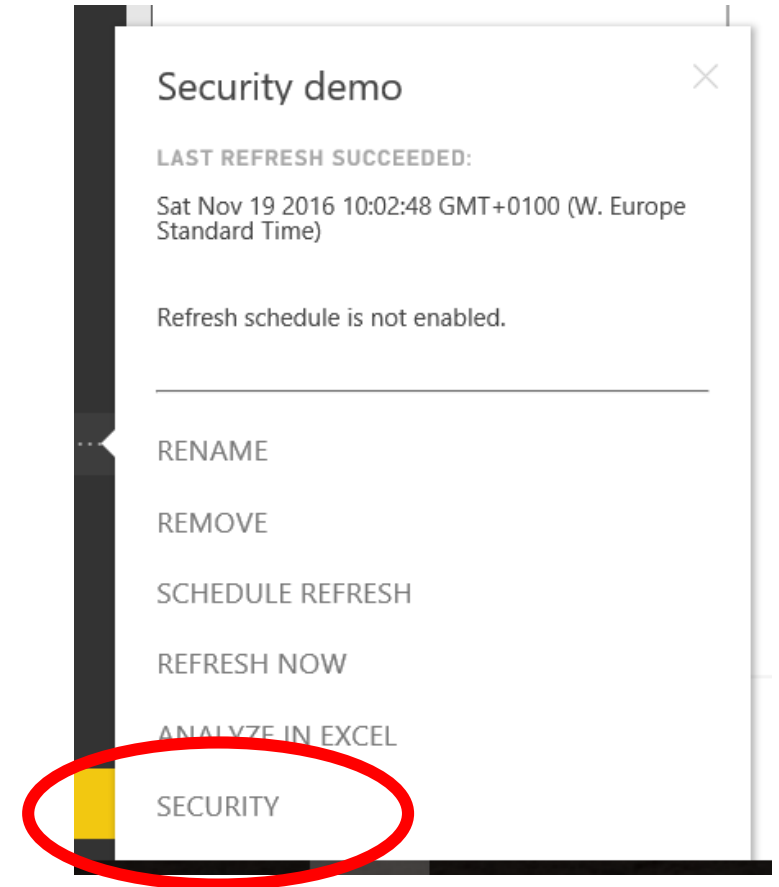 Security demo
LAST REFRESH SUCCEEDED:
Sat Nov 19 2016 10:02:48 GMT+0100 (W. Europe
Standard Time)
Refresh schedule is not enabled.
RENAME
REMOVE
SCHEDULE REFRESH
REFRESH NOW
ANALYZE IN EXCEL
SECURITY